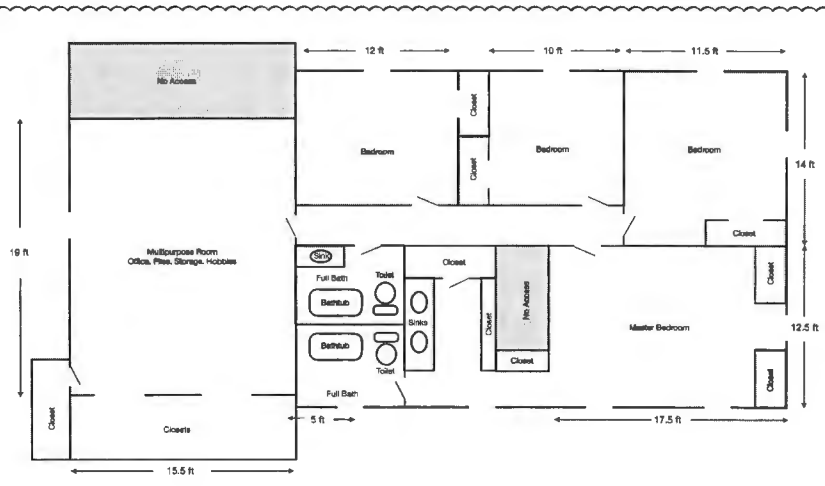 12 ft
10 ft
11.5 ft
No Access
Closet
Bedroom
Closet
Bedroom
Bedroom
14 ft
19 ft
Multipurpose Room
Office, Play, Storage, Hobbies
Closet
Sink
Full Bath
Toilet
Bathtub
Closet
Sinks
Closet
No Access
Closet
Master Bedroom
12.5 ft
Bathtub
Toilet
Closet
Closet
Full Bath
Closet
Closets
5 ft
17.5 ft
15.5 ft